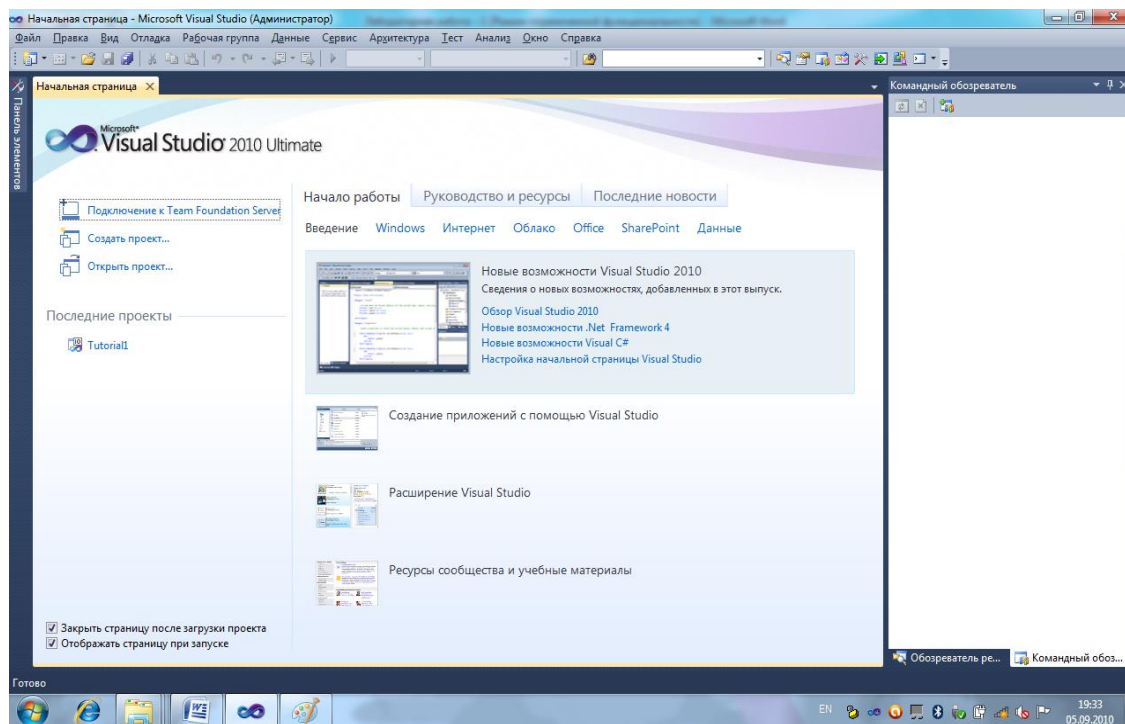 Начальная страница - Microsoft Visual Studio (Администратор)
Файл Правка Вид Отладка Рабочая группа Данные Сервис Архитектура Тест Анализ Окно Справка
Панель элементов
Начальная страница
Командный обозреватель
Microsoft
Visual Studio 2010 Ultimate
Подключение к Team Foundation Server
Создать проект...
Открыть проект...
Последние проекты
Tutorial1
Начало работы Руководство и ресурсы Последние новости
Введение Windows Интернет Облако Office SharePoint Данные
Новые возможности Visual Studio 2010
Сведения о новых возможностях, добавленных в этот выпуск.
Обзор Visual Studio 2010
Новые возможности .Net Framework 4
Новые возможности Visual C#
Настройка начальной страницы Visual Studio
Создание приложений с помощью Visual Studio
Расширение Visual Studio
Ресурсы сообщества и учебные материалы
Закрыть страницу после загрузки проекта
Отображать страницу при запуске
Обозреватель ре... Командный обоз...
Готово
EN
19:33
05.09.2010